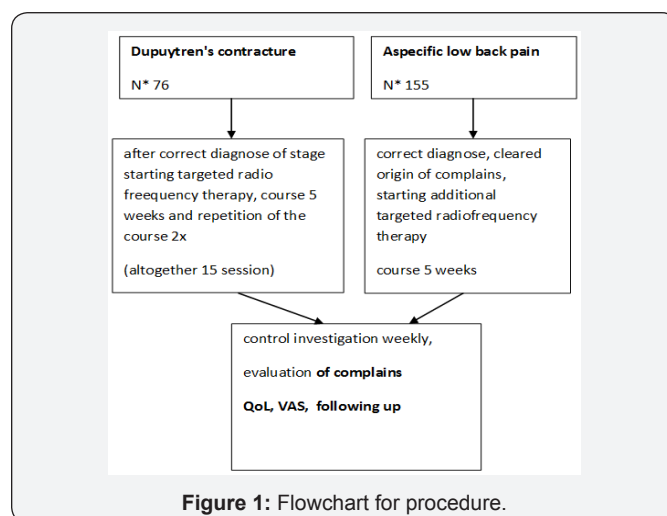 Dupuytren's contracture
N* 76
Aspecific low back pain
N* 155
after correct diagnose of stage
starting targeted radio
freequency therapy, course 5
weeks and repetition of the
course 2x
(altogether 15 session)
correct diagnose, cleared
origin of complains,
starting additional
targeted radiofrequency
therapy
course 5 weeks
control investigation weekly,
evaluation of complains
QoL, VAS, following up
Figure 1: Flowchart for procedure.